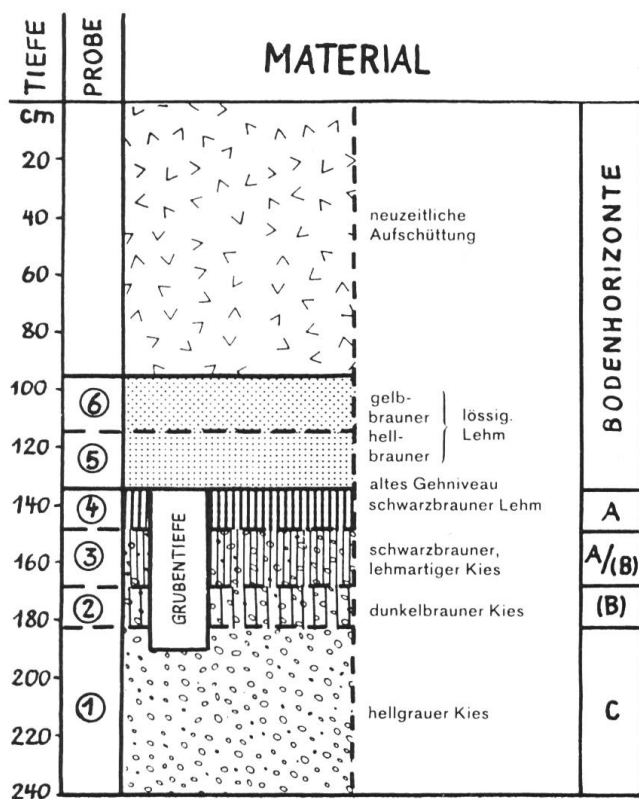 TIEFE
PROBE
MATERIAL
cm
20
40
60
80
100
120
140
160
180
200
220
240
6
5
4
3
2
1
GRUBENTIEFE
neuzeitliche
Aufschüttung
gelb-
brauner
hell-
brauner
lössig.
Lehm
altes Gehniveau
schwarzbrauner Lehm
schwarzbrauner,
lehmartiger Kies
dunkelbrauner Kies
hellgrauer Kies
BODENHORIZONTE
A
A/(B)
(B)
C